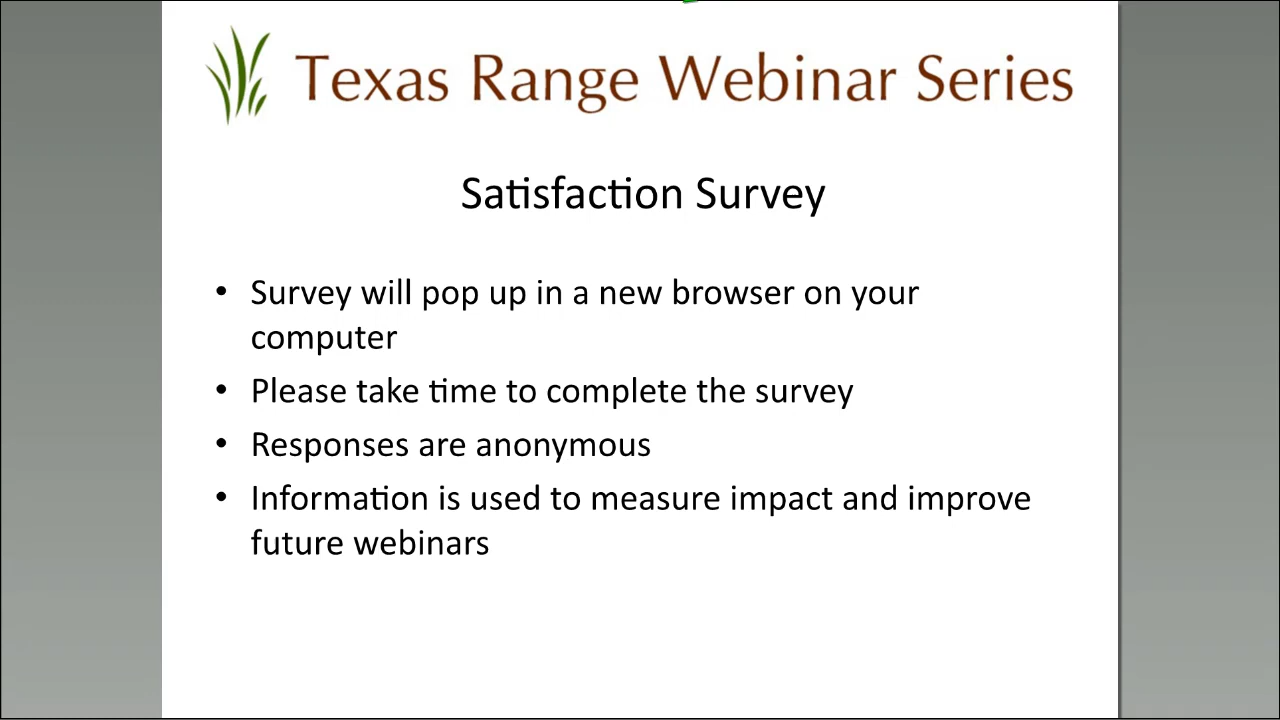 Texas Range Webinar Series
Satisfaction Survey
• Survey will pop up in a new browser on your
computer
• Please take time to complete the survey
• Responses are anonymous
• Information is used to measure impact and improve
future webinars